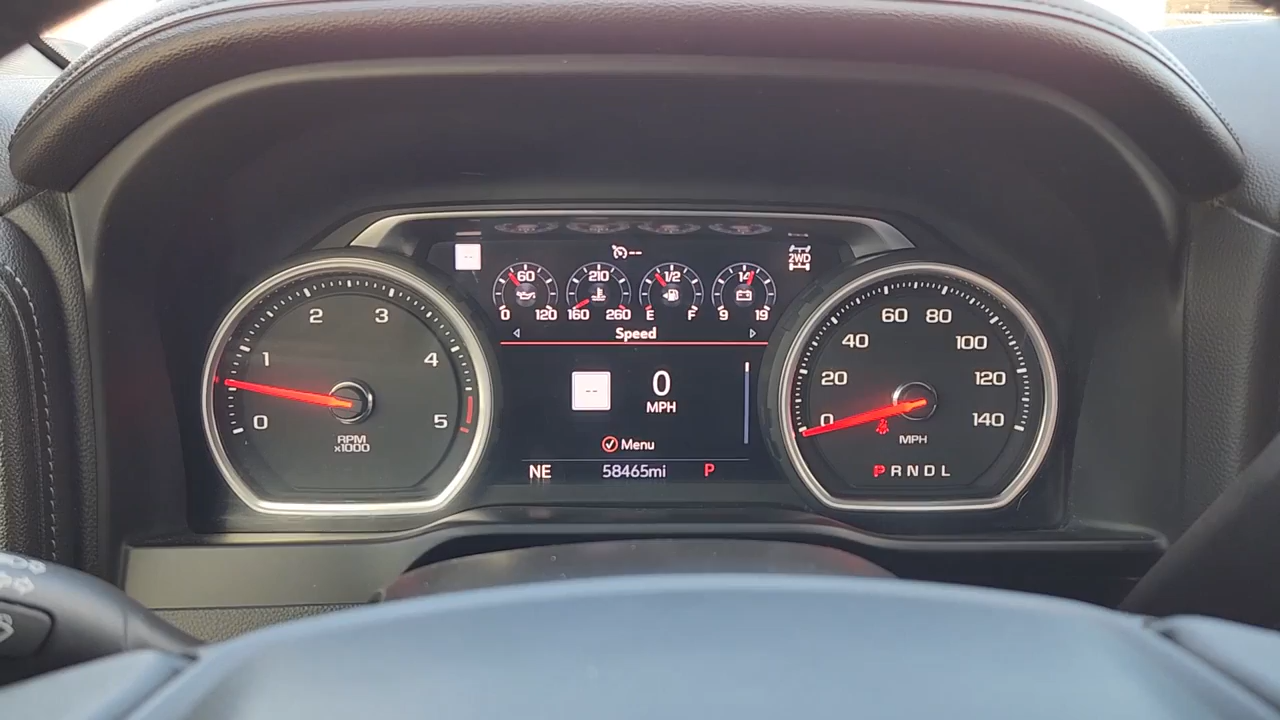 --
--
2WD
60
0 120
210
160 260
1/2
E F
14
9 19
Speed
--
0
MPH
Menu
NE 58465mi P
0 1 2 3 4 5
RPM
x1000
0 20 40 60 80 100 120 140
MPH
PRNDL